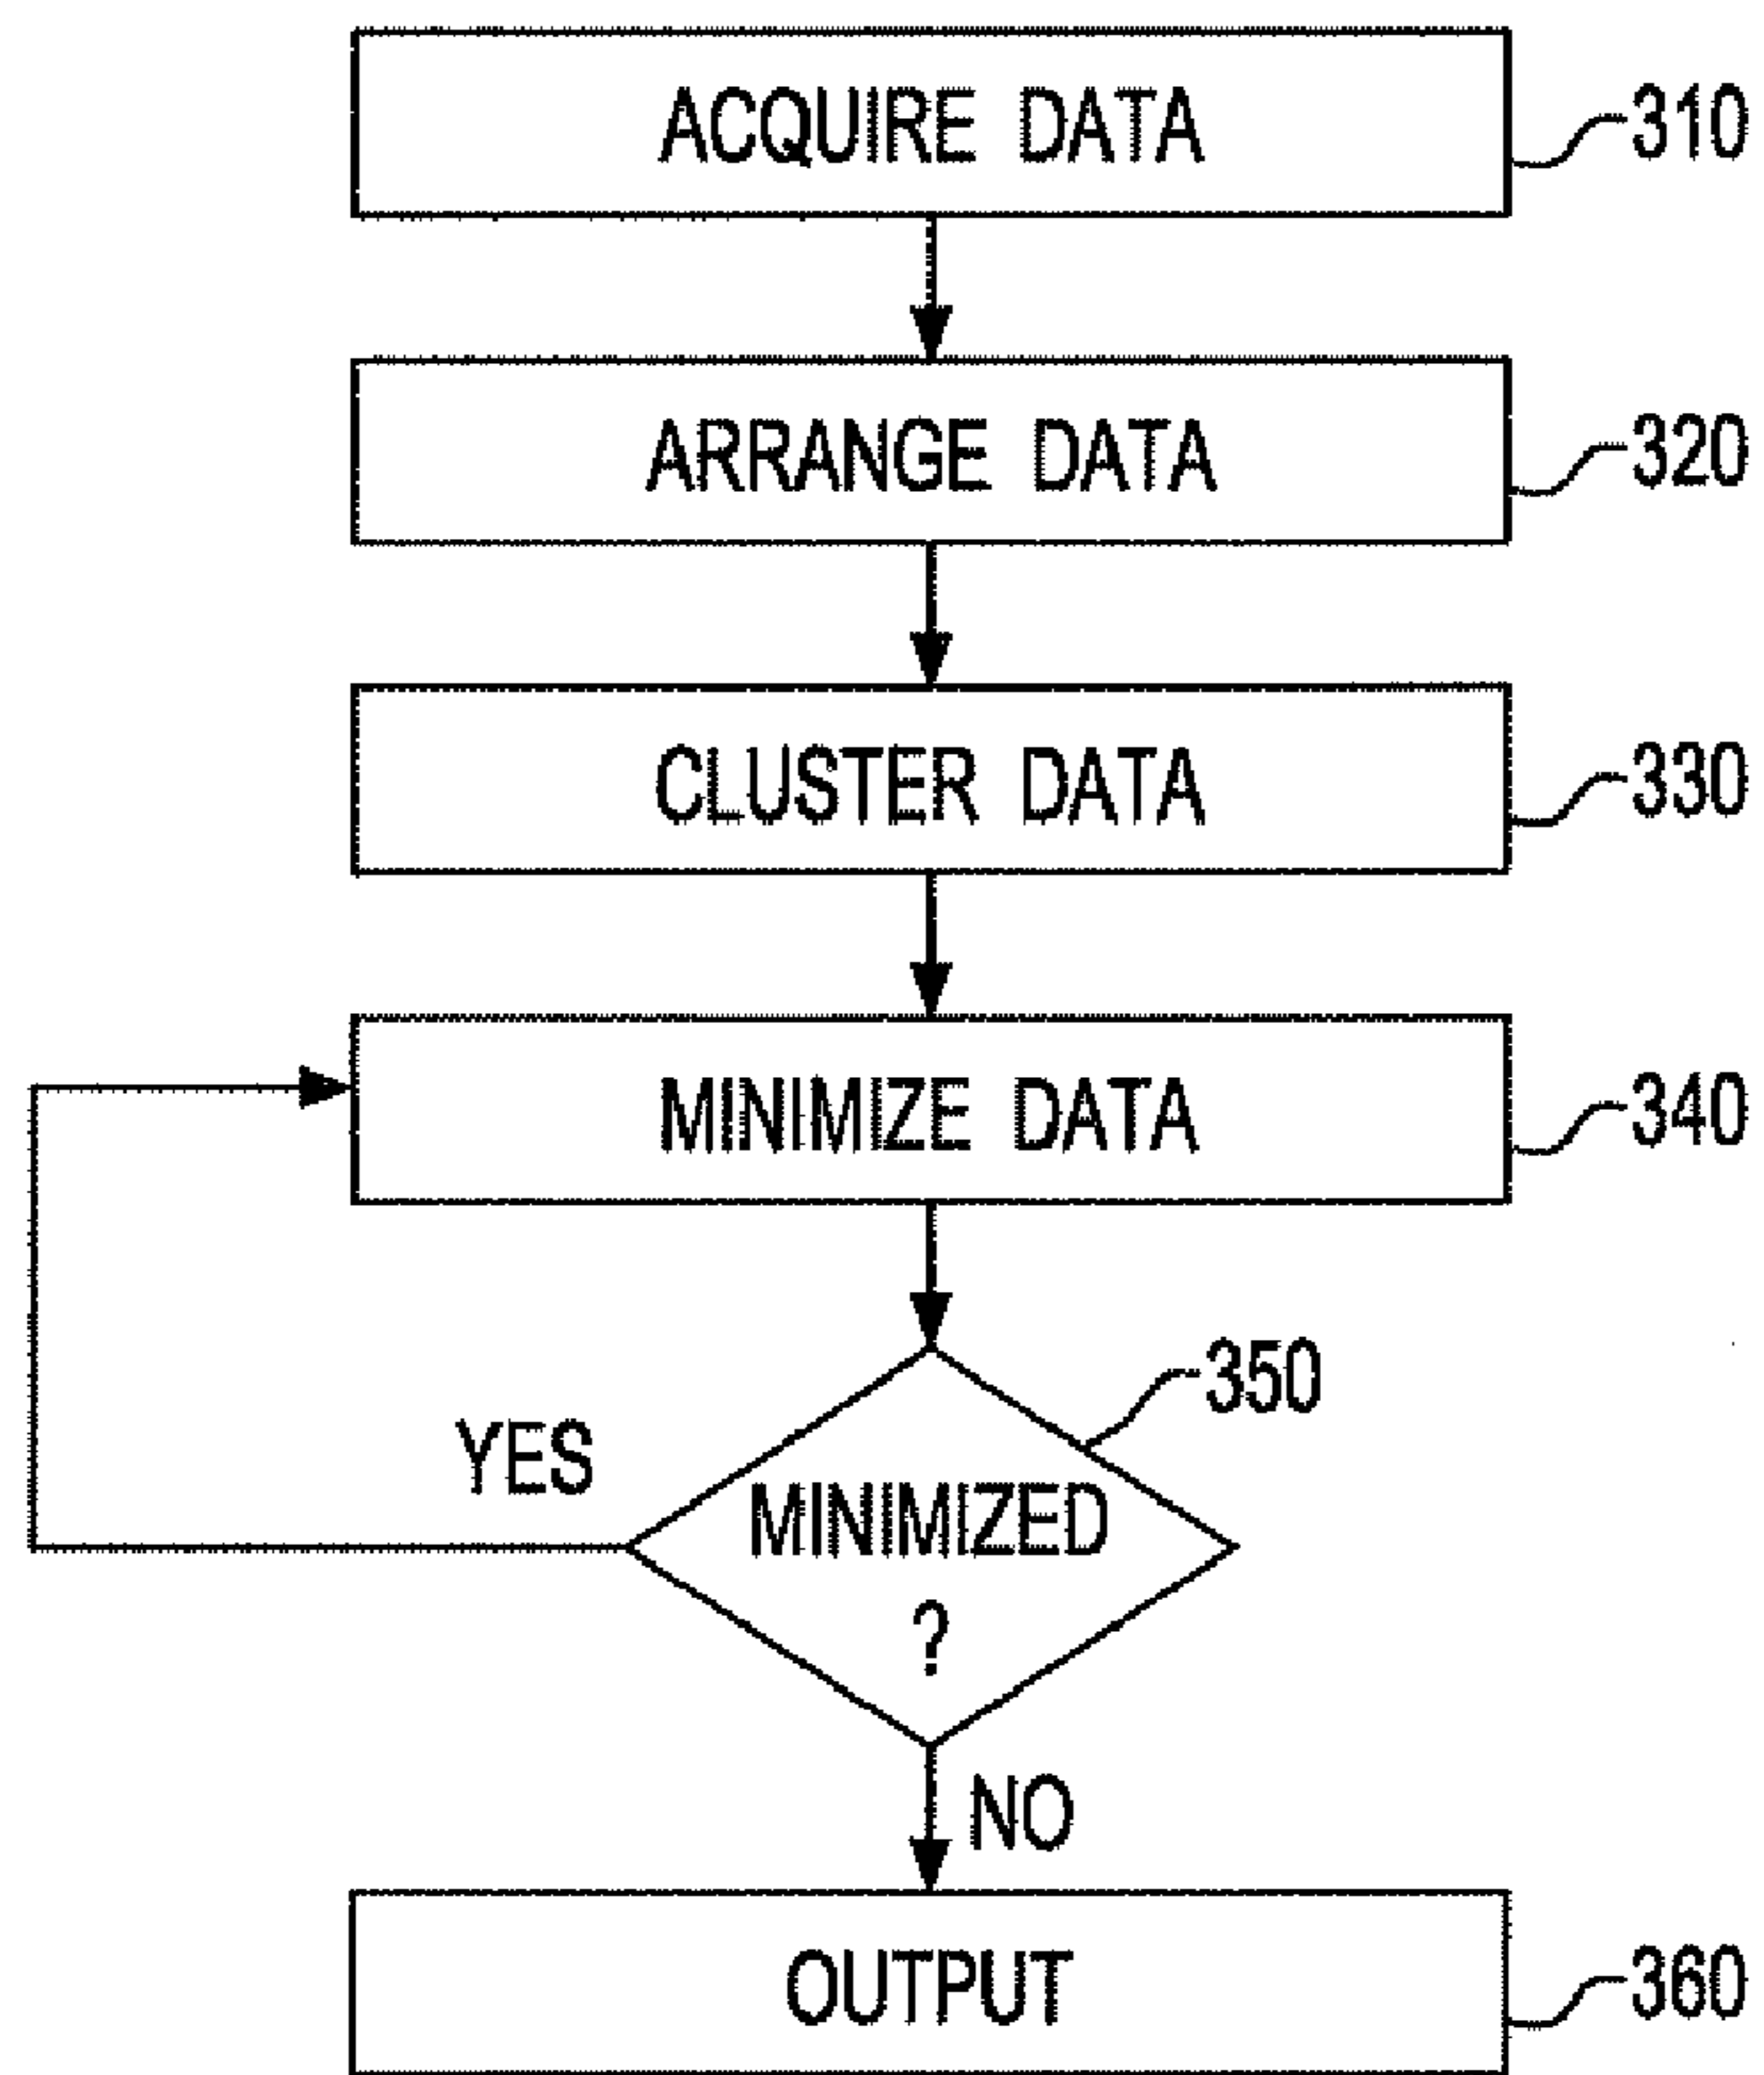 ACQUIRE DATA
310
ARRANGE DATA
320
CLUSTER DATA
330
MINIMIZE DATA
340
350
YES
MINIMIZED
?
NO
OUTPUT
360